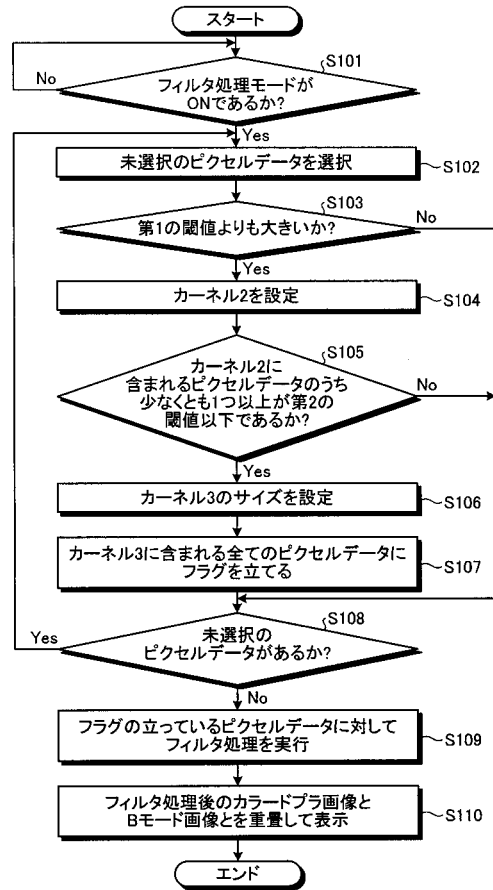 スタート
S101
フィルタ処理モードが
ONであるか?
No
Yes
未選択のピクセルデータを選択
S102
S103
第1の閾値よりも大きいか?
No
Yes
カーネル2を設定
S104
S105
カーネル2に
含まれるピクセルデータのうち
少なくとも1つ以上が第2の
閾値以下であるか?
No
Yes
カーネル3のサイズを設定
S106
カーネル3に含まれる全てのピクセルデータに
フラグを立てる
S107
S108
未選択の
ピクセルデータがあるか?
Yes
No
フラグの立っているピクセルデータに対して
フィルタ処理を実行
S109
フィルタ処理後のカラードプラ画像と
Bモード画像とを重畳して表示
S110
エンド